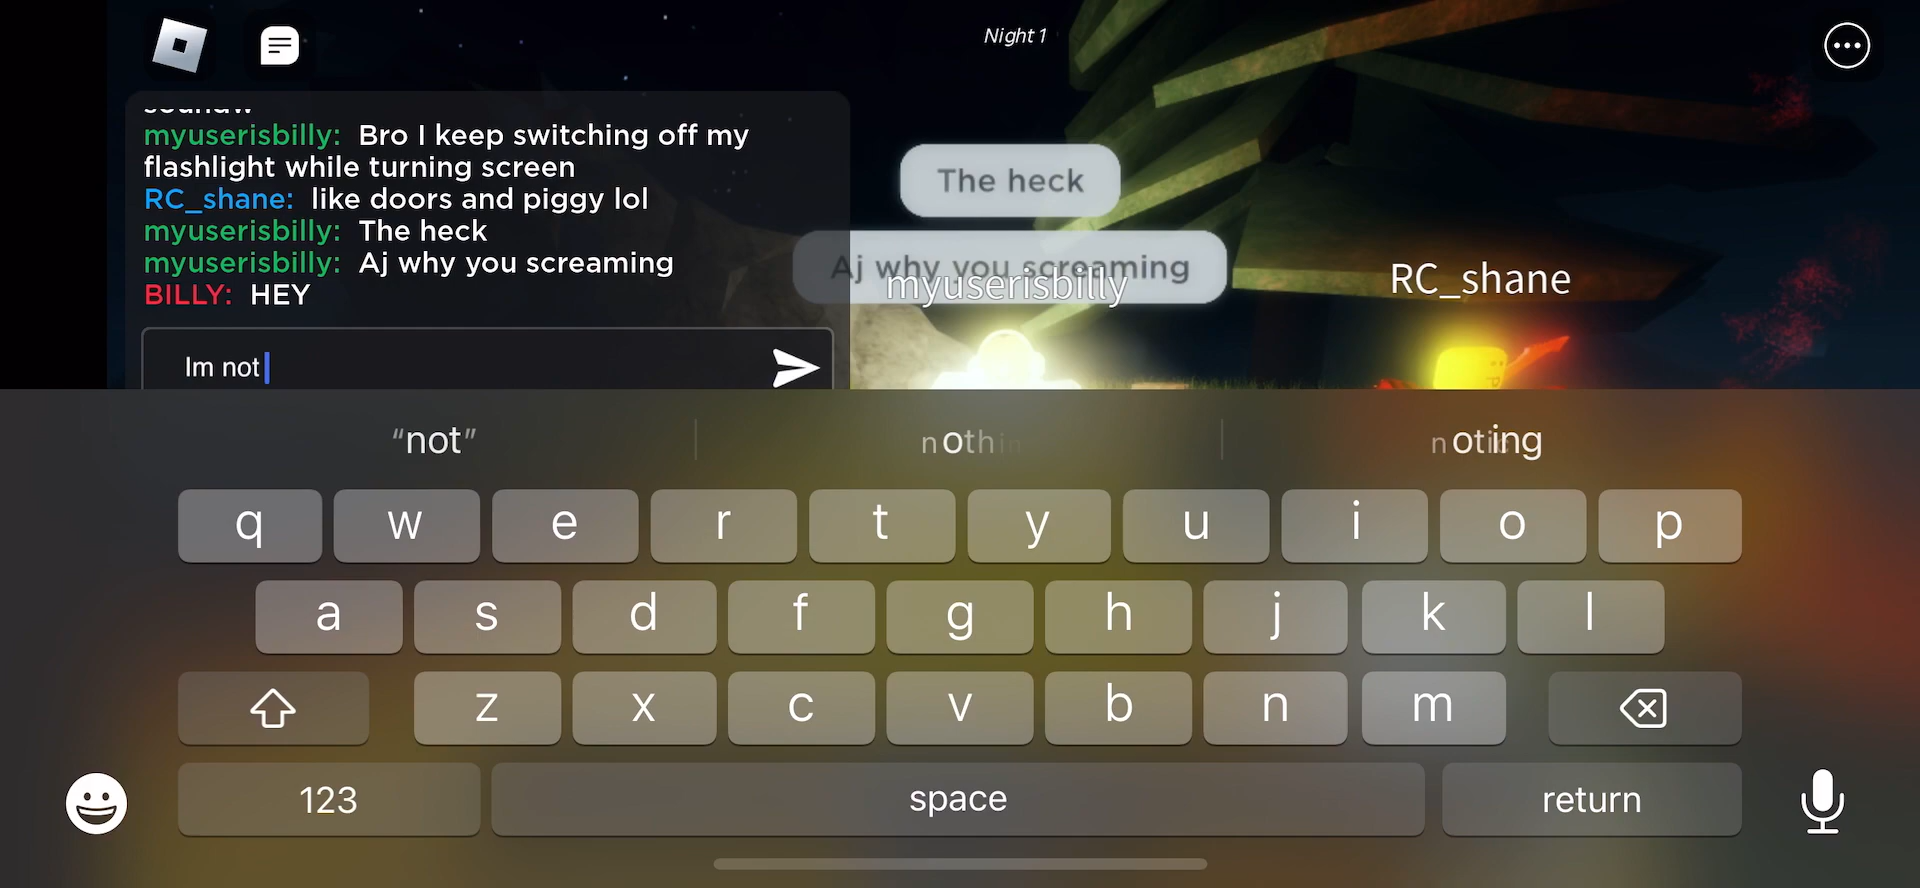 Night 1
myuserisbilly: Bro I keep switching off my
flashlight while turning screen
RC_shane: like doors and piggy lol
myuserisbilly: The heck
myuserisbilly: Aj why you screaming
BILLY: HEY
Im not
The heck
Aj why you screaming
myuserisbilly
RC_shane
“not”
q w e r t y u i o p
a s d f g h j k l
z x c v b n m
123 space return